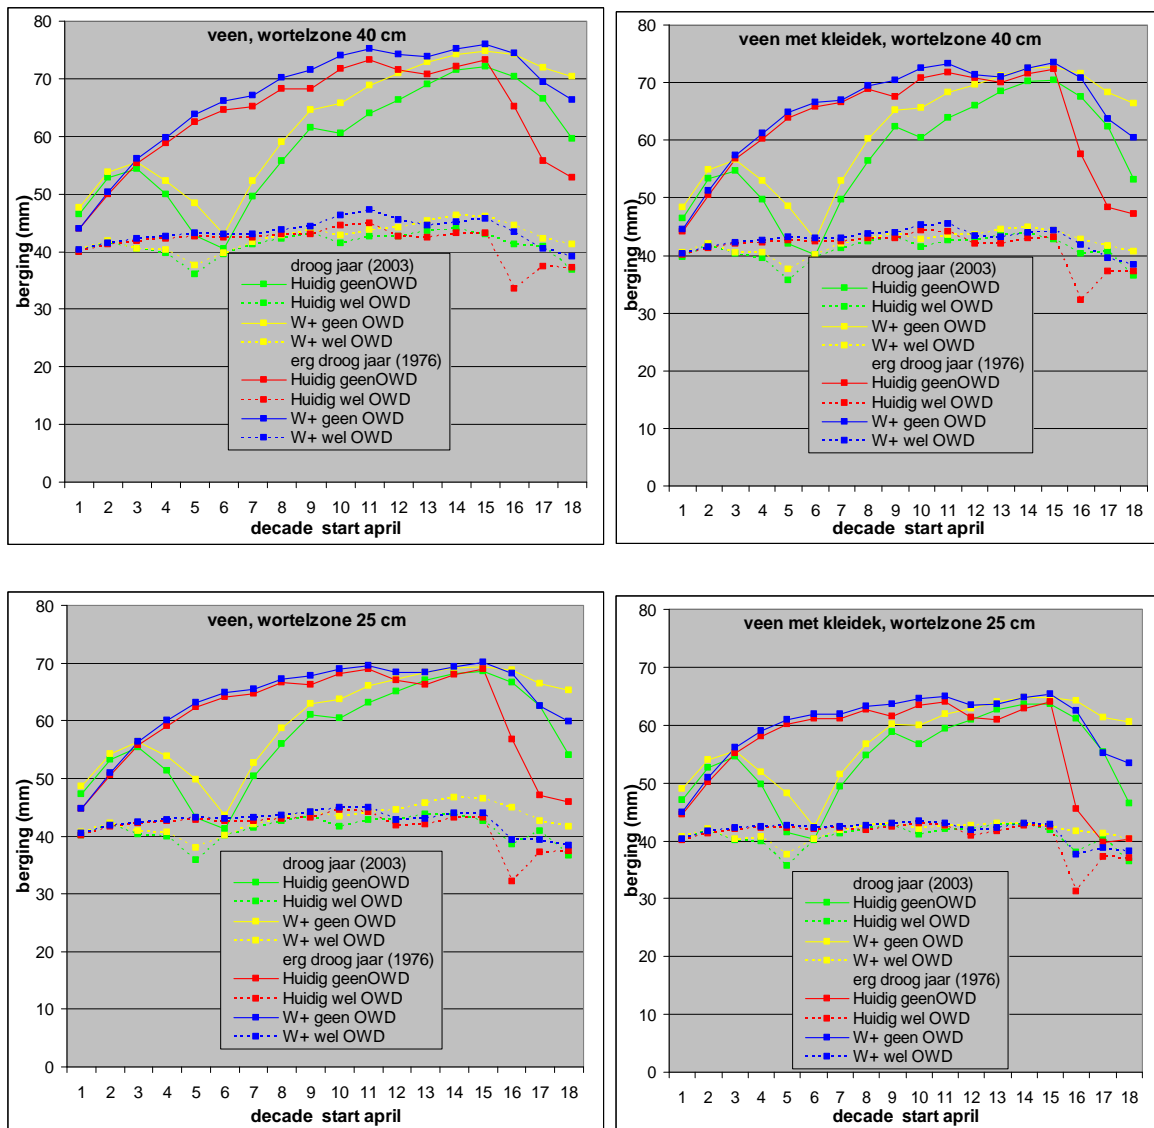 veen, wortelzone 40 cm
80
70
60
50
40
30
20
10
0
berging (mm)
droog jaar (2003)
Huidig geenOWD
Huidig wel OWD
W+ geen OWD
W+ wel OWD
erg droog jaar (1976)
Huidig geenOWD
Huidig wel OWD
W+ geen OWD
W+ wel OWD
1 2 3 4 5 6 7 8 9 10 11 12 13 14 15 16 17 18
decade start april
veen met kleidek, wortelzone 40 cm
80
70
60
50
40
30
20
10
0
berging (mm)
droog jaar (2003)
Huidig geenOWD
Huidig wel OWD
W+ geen OWD
W+ wel OWD
erg droog jaar (1976)
Huidig geenOWD
Huidig wel OWD
W+ geen OWD
W+ wel OWD
1 2 3 4 5 6 7 8 9 10 11 12 13 14 15 16 17 18
decade start april
veen, wortelzone 25 cm
80
70
60
50
40
30
20
10
0
berging (mm)
droog jaar (2003)
Huidig geenOWD
Huidig wel OWD
W+ geen OWD
W+ wel OWD
erg droog jaar (1976)
Huidig geenOWD
Huidig wel OWD
W+ geen OWD
W+ wel OWD
1 2 3 4 5 6 7 8 9 10 11 12 13 14 15 16 17 18
decade start april
veen met kleidek, wortelzone 25 cm
80
70
60
50
40
30
20
10
0
berging (mm)
droog jaar (2003)
Huidig geenOWD
Huidig wel OWD
W+ geen OWD
W+ wel OWD
erg droog jaar (1976)
Huidig geenOWD
Huidig wel OWD
W+ geen OWD
W+ wel OWD
1 2 3 4 5 6 7 8 9 10 11 12 13 14 15 16 17 18
decade start april